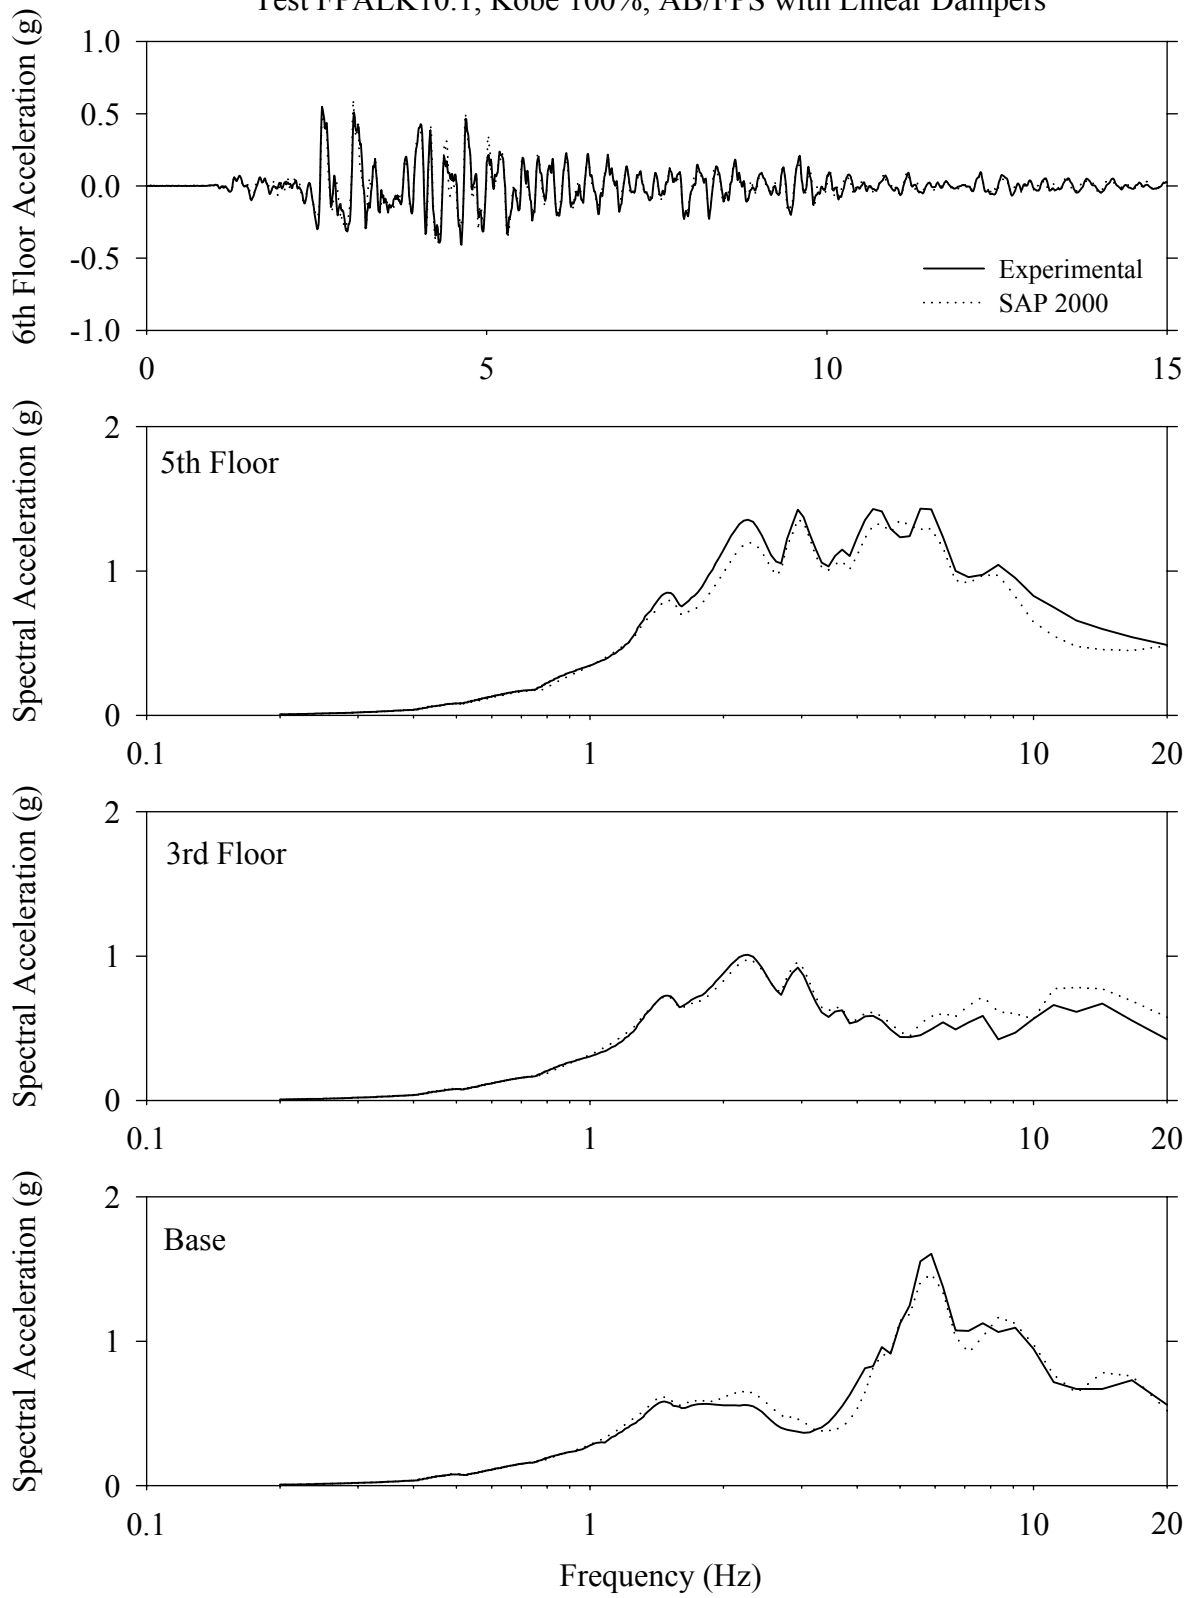 Test FPALK10.1, Kobe 100%, AB/FPS with Linear Dampers
6th Floor Acceleration (g)
1.0
0.5
0.0
-0.5
-1.0
Experimental
SAP 2000
0 5 10 15
Spectral Acceleration (g)
2
1
0
5th Floor
0.1 1 10 20
Spectral Acceleration (g)
2
1
0
3rd Floor
0.1 1 10 20
Spectral Acceleration (g)
2
1
0
Base
0.1 1 10 20
Frequency (Hz)